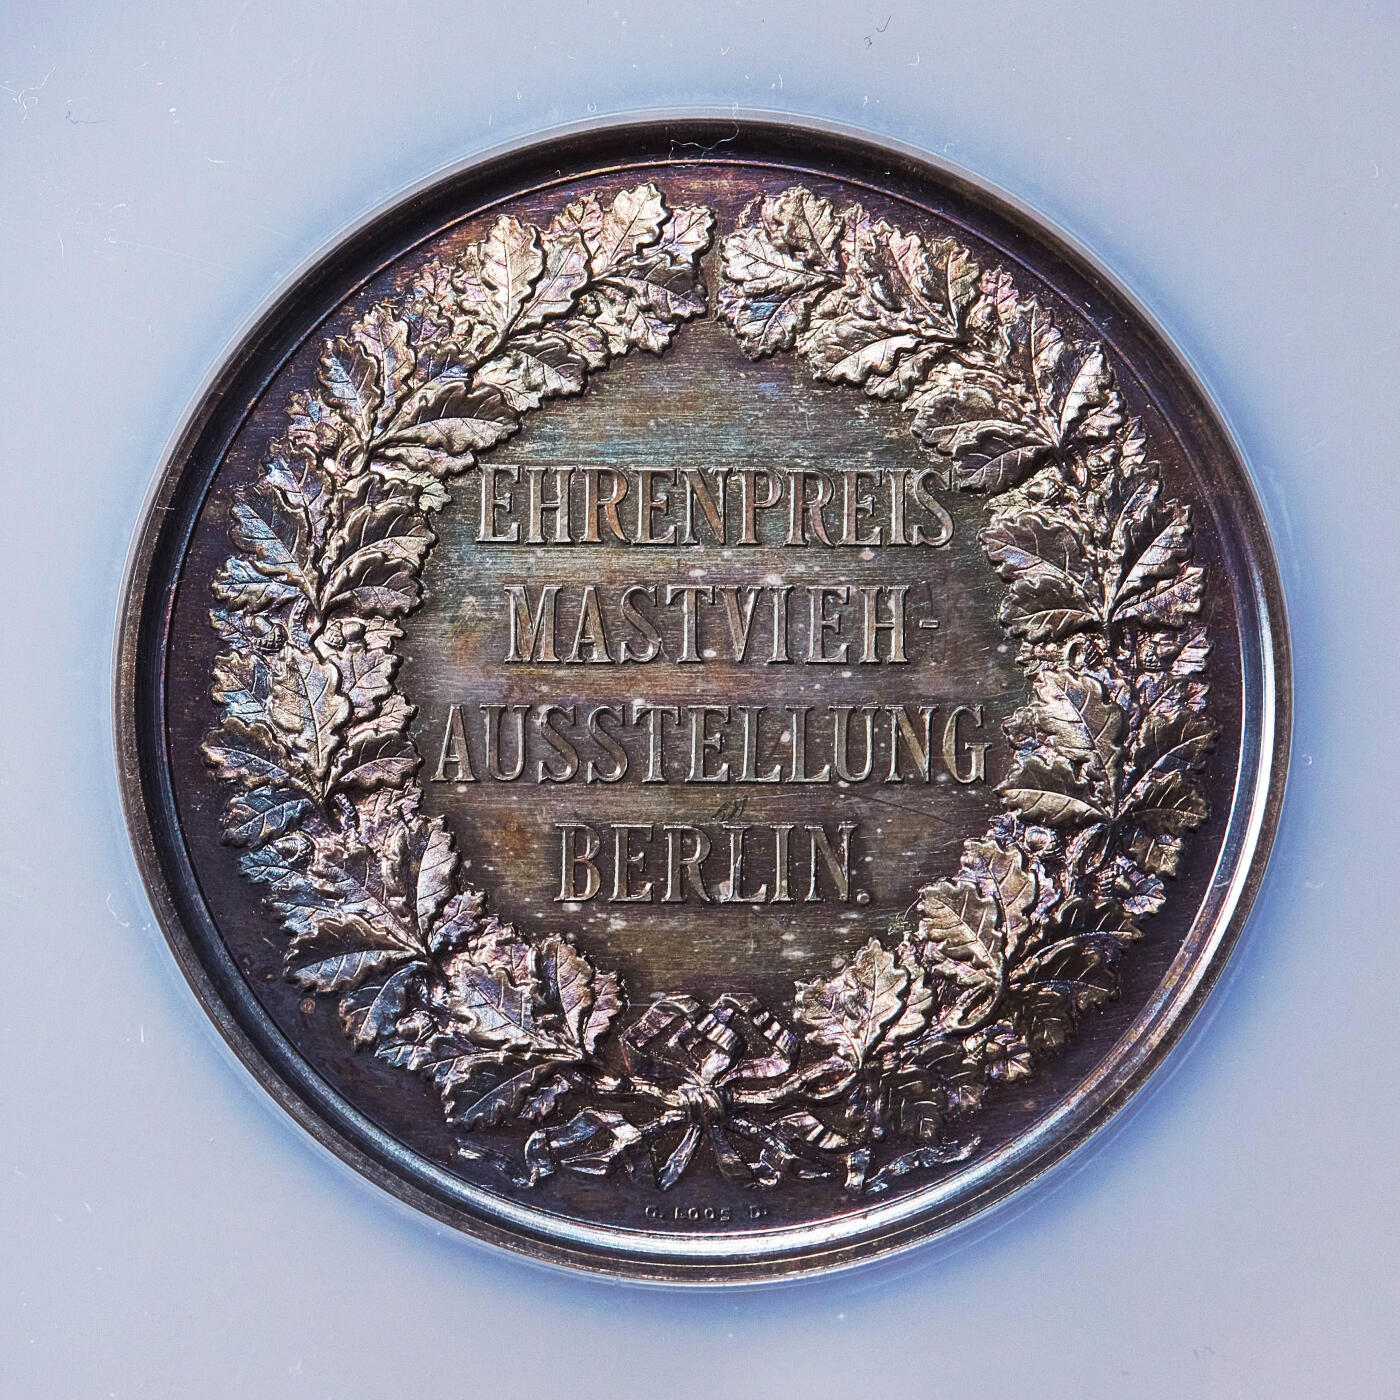 EHRENPREIS
MASTVIEH-
AUSSTELLUNG
BERLIN.
G. LOOS D.